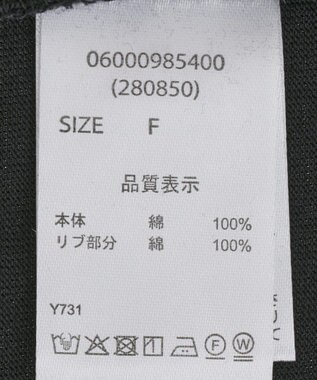 06000985400
(280850)
SIZE F
品質表示
本体 綿 100%
リブ部分 綿 100%
Y731
F W